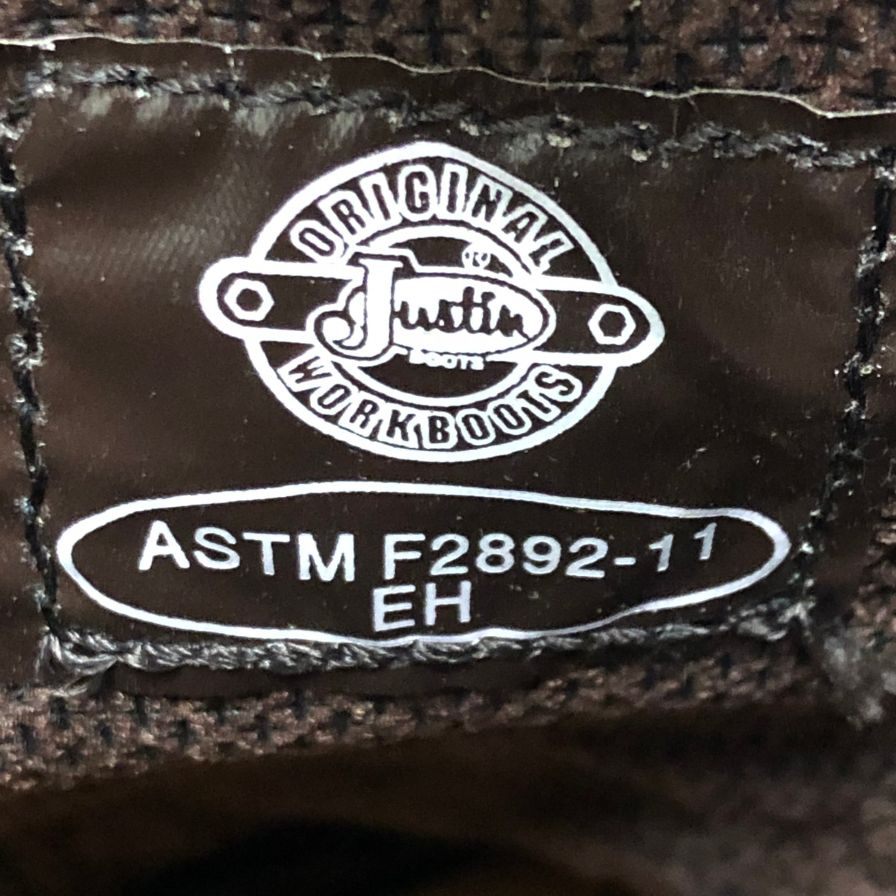 ORIGINAL
Justin®
BOOTS
WORKBOOTS
ASTM F2892-11
EH